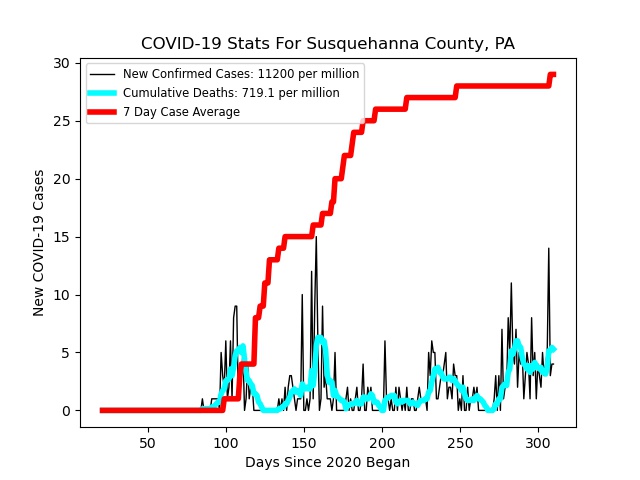 COVID-19 Stats For Susquehanna County, PA
New Confirmed Cases: 11200 per million
Cumulative Deaths: 719.1 per million
7 Day Case Average
30
25
20
15
10
5
0
New COVID-19 Cases
50 100 150 200 250 300
Days Since 2020 Began